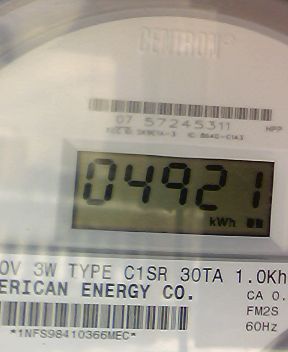 CENTRON
07 57245311
HPP
04921
kWh
0V 3W TYPE C1SR 30TA 1.0Kh
ERICAN ENERGY CO.
CA 0.
FM2S
60Hz
*1NFS98410366MEC*